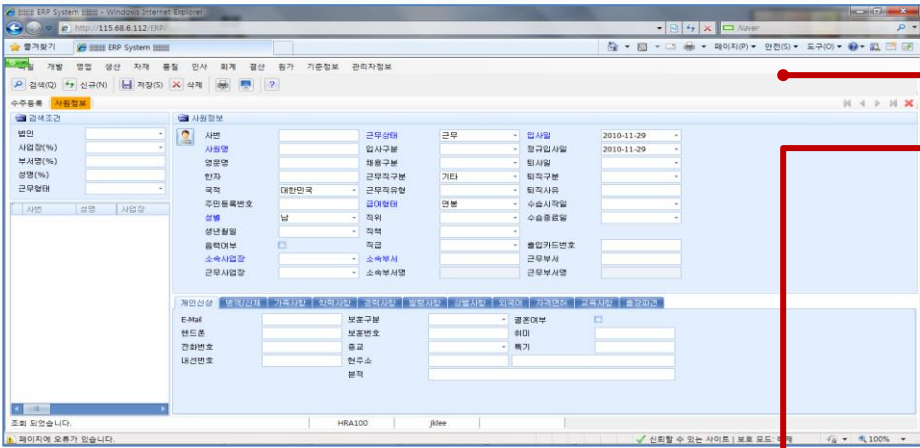 ERP System - Windows Internet Explorer
http://115.68.6.112/ERP/
Naver
즐겨찾기 ERP System 페이지(P) 안전(S) 도구(O)
개발 영업 생산 자재 품질 인사 회계 결산 원가 기준정보 관리자정보
검색(Q) 신규(N) 저장(S) 삭제
수주등록 사원정보
검색조건 사원정보
법인 사번 근무상태 근무 입사일 2010-11-29
사업장(%) 사원명 입사구분 정규입사일 2010-11-29
부서명(%) 영문명 채용구분 퇴사일
성명(%) 한자 근무직구분 기타 퇴직구분
근무형태 국적 대한민국 근무직유형 퇴직사유
사번 성명 사업장 주민등록번호 급여형태 연봉 수습시작일
성별 남 직위 수습종료일
생년월일 직책
음력여부 직급 출입카드번호
소속사업장 소속부서 근무부서
근무사업장 소속부서명 근무부서명
개인신상 병역/신체 가족사항 학력사항 경력사항 발령사항 상벌사항 외국어 자격면허 교육사항 출장파견
E-Mail 보훈구분 결혼여부
핸드폰 보훈번호 취미
전화번호 종교 특기
내선번호 현주소
본적
조회 되었습니다. HRA100 jklee
페이지에 오류가 있습니다. 신뢰할 수 있는 사이트 | 보호 모드: 해제 100%